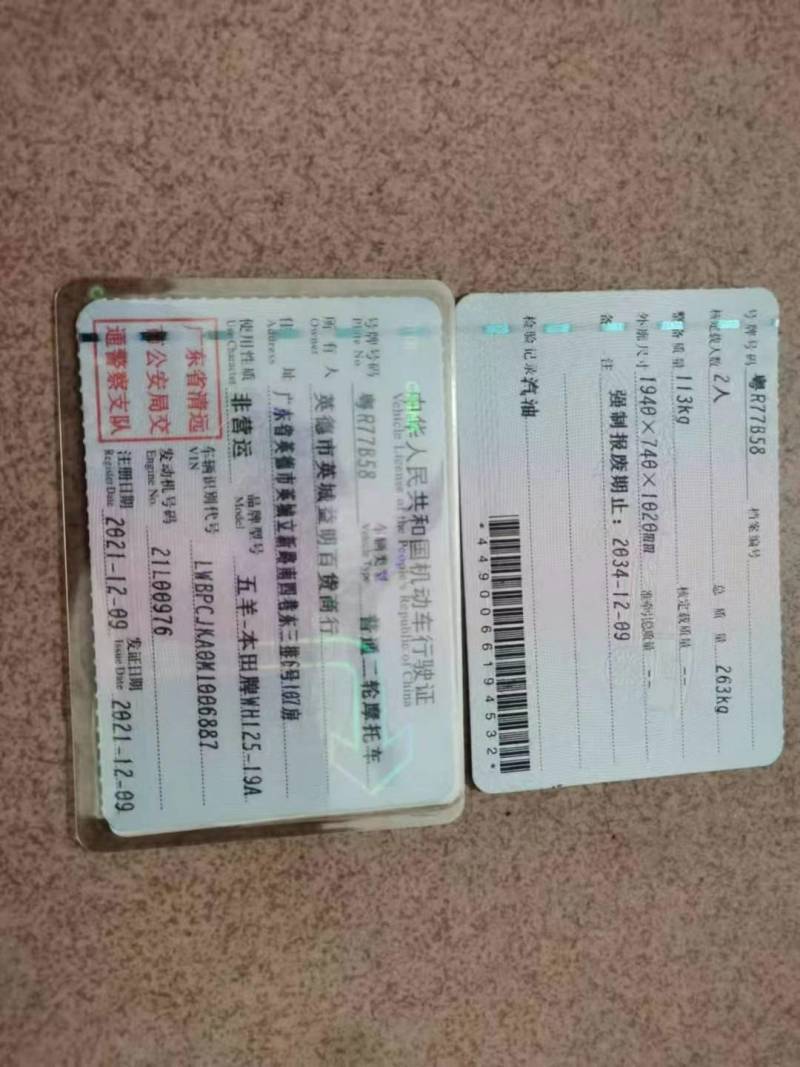 中华人民共和国机动车行驶证
Vehicle License of the People's Republic of China
号牌号码 粤R77B58 车辆类型 普通二轮摩托车
Plate No. Vehicle Type
所有人 英德市英城益明百货商行
Owner
住址 广东省英德市英城立新路南四巷东三排6号107房
Address
使用性质 非营运 品牌型号 五羊-本田牌WH125-19A
Use Character Model
广东省清远
市公安局交
通警察支队
车辆识别代号 LWBPCJKA0M1006887
VIN
发动机号码 21L00976
Engine No.
注册日期 2021-12-09 发证日期 2021-12-09
Register Date Issue Date
号牌号码 粤R77B58 档案编号
核定载人数 2人 总质量 263kg
整备质量 113kg 核定载质量 --
外廓尺寸 1940×740×1020mm 准牵引总质量 --
备注 强制报废期止：2034-12-09
检验记录 汽油
*4490066194532*